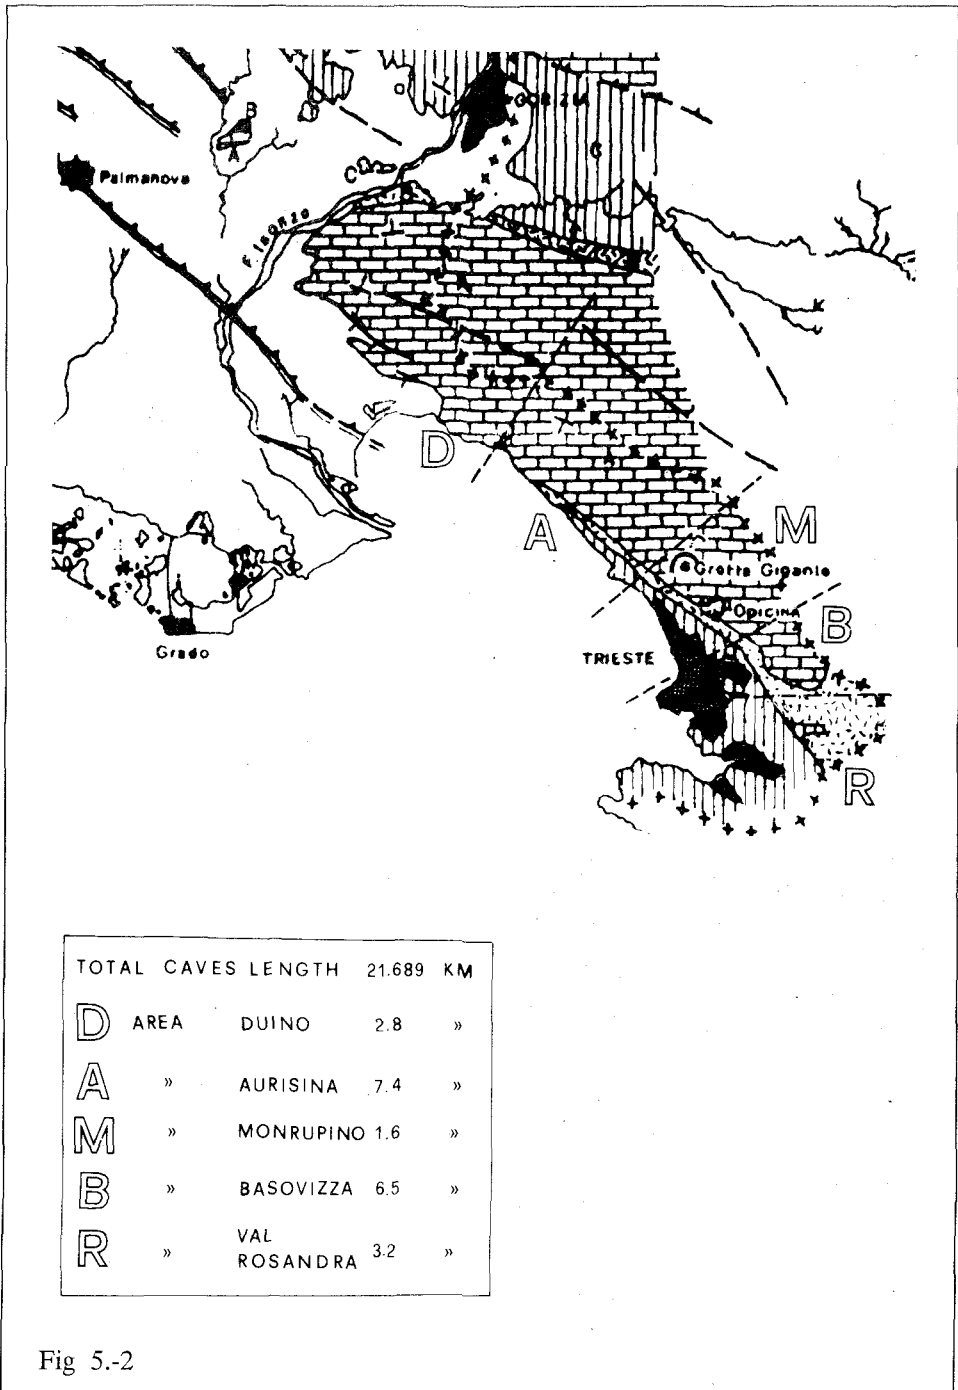 GORIZIA
B
A
Palmanova
C
C
F. ISONZO
D
A
M
Grotta Gigante
OPICINA
B
Grado
TRIESTE
R
TOTAL CAVES LENGTH 21.689 KM
D AREA DUINO 2.8 »
A » AURISINA 7.4 »
M » MONRUPINO 1.6 »
B » BASOVIZZA 6.5 »
R » VAL ROSANDRA 3.2 »
Fig 5.-2